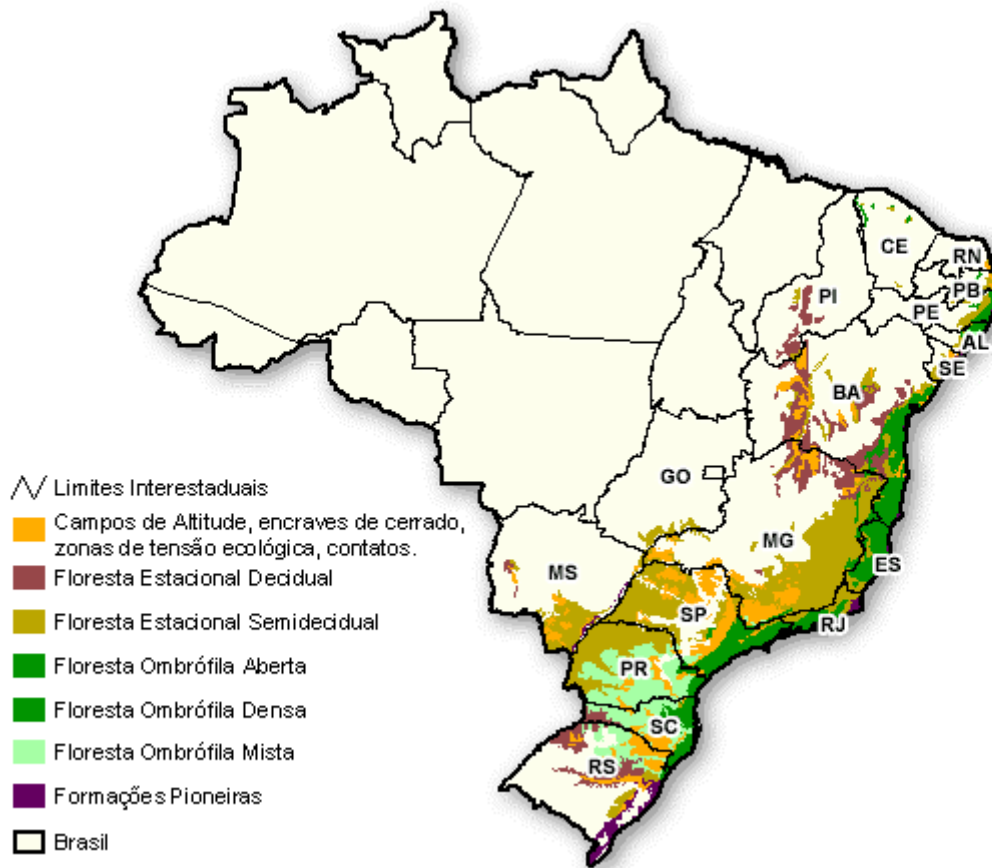 CE
RN
PB
PI
PE
AL
SE
BA
GO
MG
ES
MS
SP
RJ
PR
SC
RS
Limites Interestaduais
Campos de Altitude, encraves de cerrado,
zonas de tensão ecológica, contatos.
Floresta Estacional Decidual
Floresta Estacional Semidecidual
Floresta Ombrófila Aberta
Floresta Ombrófila Densa
Floresta Ombrófila Mista
Formações Pioneiras
Brasil